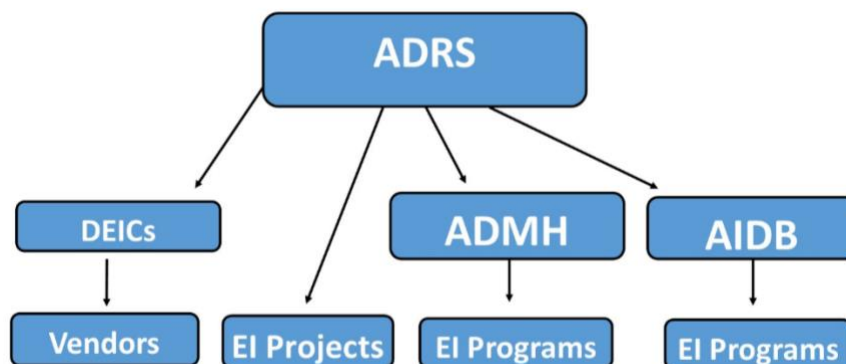 ADRS
DEICs
ADMH
AIDB
Vendors
EI Projects
EI Programs
EI Programs